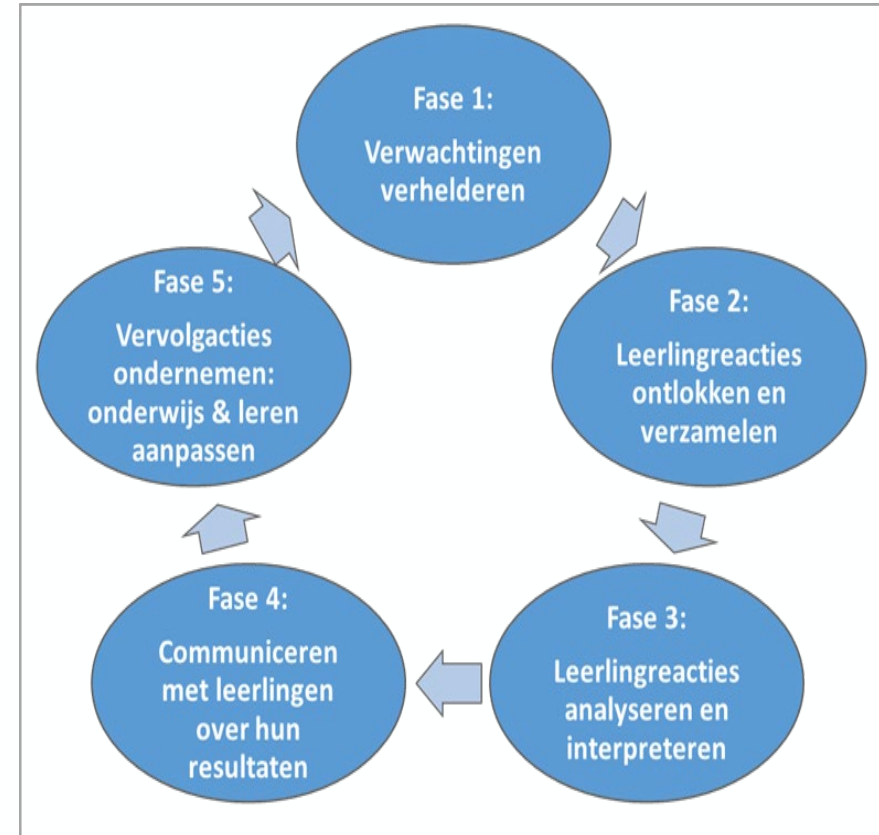 Fase 1:
Verwachtingen
verhelderen
Fase 2:
Leerlingreacties
ontlokken en
verzamelen
Fase 3:
Leerlingreacties
analyseren en
interpreteren
Fase 4:
Communiceren
met leerlingen
over hun
resultaten
Fase 5:
Vervolgacties
ondernemen:
onderwijs & leren
aanpassen